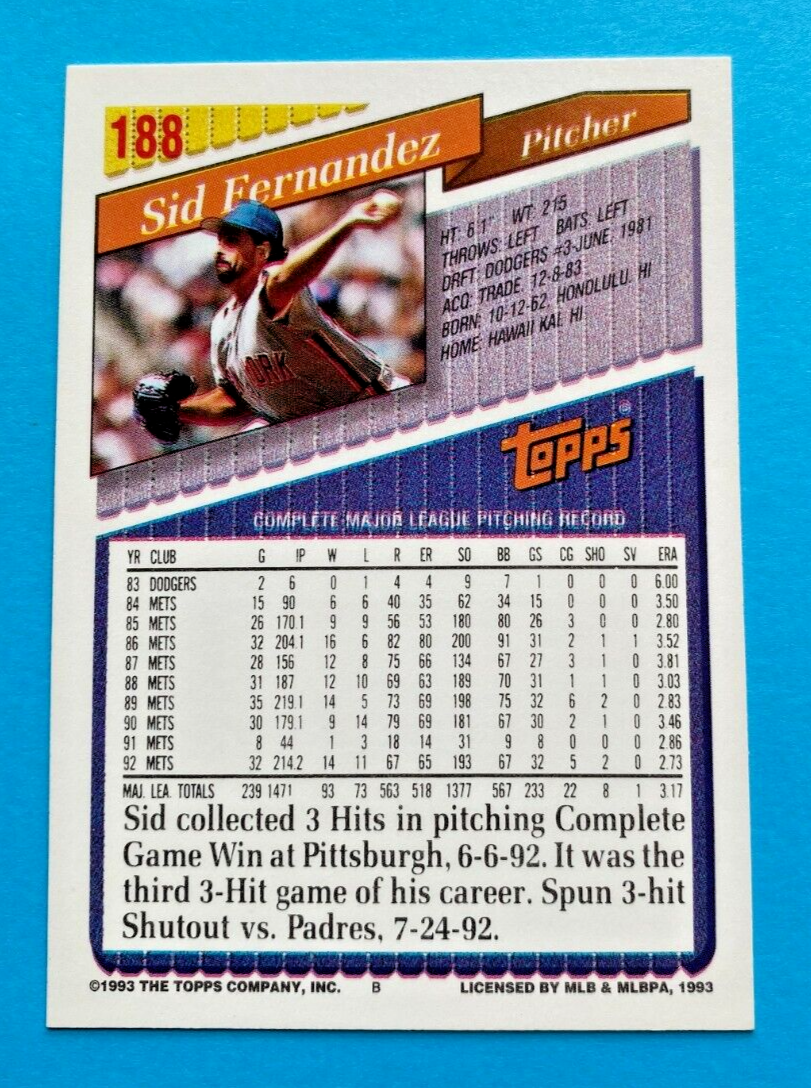 188
Sid Fernandez
Pitcher
HT: 6'1" WT: 215
THROWS: LEFT BATS: LEFT
DRFT: DODGERS #3-JUNE, 1981
ACQ: TRADE, 12-8-83
BORN: 10-12-62, HONOLULU, HI
HOME: HAWAII KAI, HI
ORK
topps®
COMPLETE MAJOR LEAGUE PITCHING RECORD
YR CLUB G IP W L R ER SO BB GS CG SHO SV ERA
83 DODGERS 2 6 0 1 4 4 9 7 1 0 0 0 6.00
84 METS 15 90 6 6 40 35 62 34 15 0 0 0 3.50
85 METS 26 170.1 9 9 56 53 180 80 26 3 0 0 2.80
86 METS 32 204.1 16 6 82 80 200 91 31 2 1 1 3.52
87 METS 28 156 12 8 75 66 134 67 27 3 1 0 3.81
88 METS 31 187 12 10 69 63 189 70 31 1 1 0 3.03
89 METS 35 219.1 14 5 73 69 198 75 32 6 2 0 2.83
90 METS 30 179.1 9 14 79 69 181 67 30 2 1 0 3.46
91 METS 8 44 1 3 18 14 31 9 8 0 0 0 2.86
92 METS 32 214.2 14 11 67 65 193 67 32 5 2 0 2.73
MAJ. LEA. TOTALS 239 1471 93 73 563 518 1377 567 233 22 8 1 3.17
Sid collected 3 Hits in pitching Complete
Game Win at Pittsburgh, 6-6-92. It was the
third 3-Hit game of his career. Spun 3-hit
Shutout vs. Padres, 7-24-92.
©1993 THE TOPPS COMPANY, INC. B LICENSED BY MLB & MLBPA, 1993